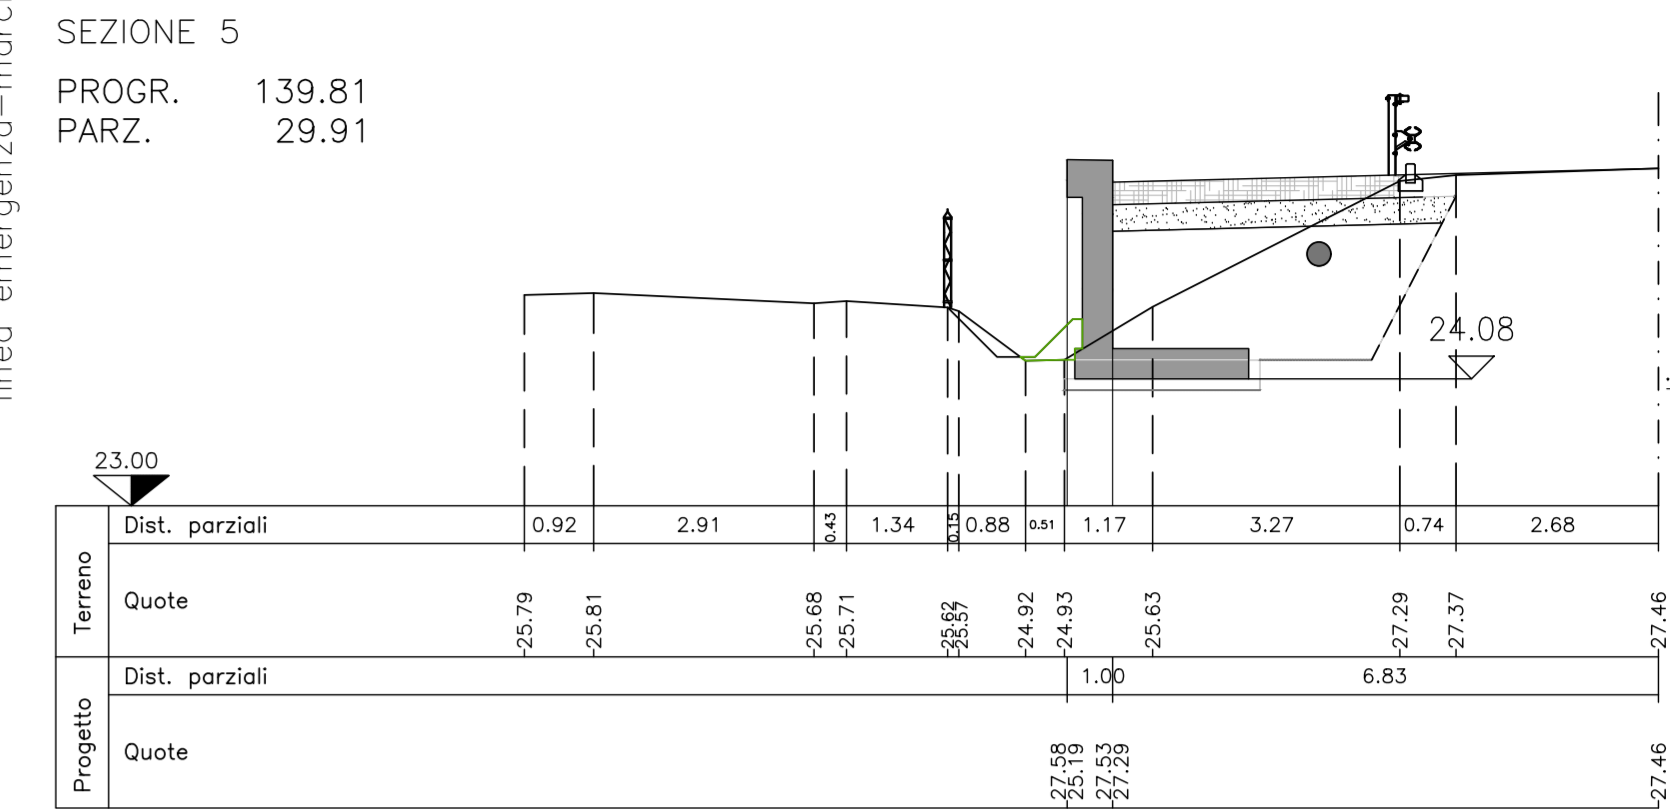 SEZIONE 5
PROGR. 139.81
PARZ. 29.91
24.08
23.00
Terreno
Dist. parziali 0.92 2.91 0.43 1.34 0.15 0.88 0.51 1.17 3.27 0.74 2.68
Quote 25.79 25.81 25.68 25.71 25.62 25.57 24.92 24.93 25.63 27.29 27.37 27.46
Progetto
Dist. parziali 1.00 6.83
Quote 27.58 25.19 27.53 27.29 27.46